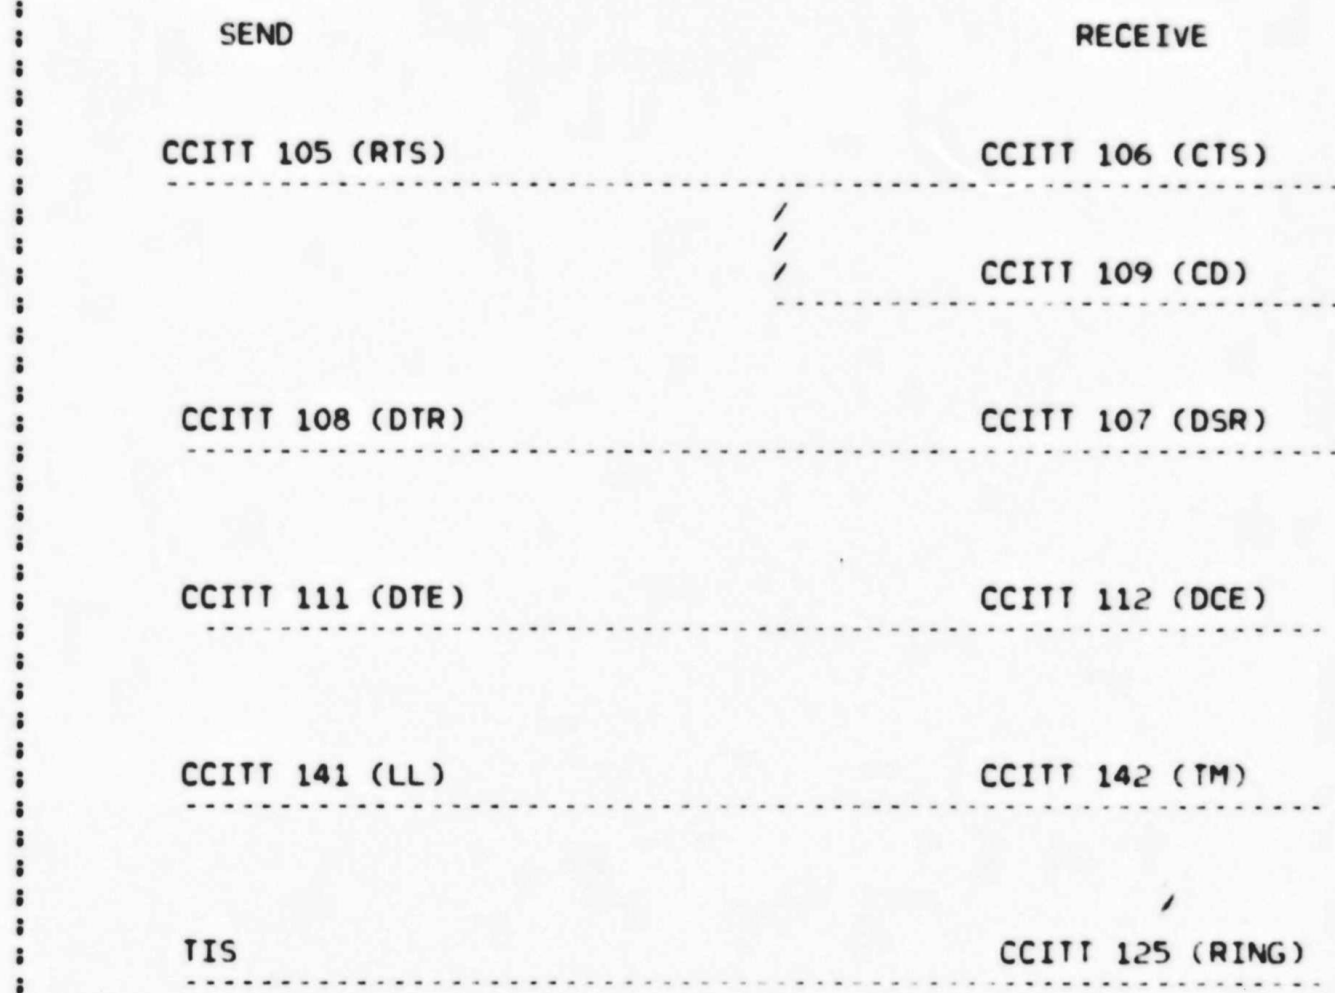 SEND RECEIVE
CCITT 105 (RTS) CCITT 106 (CTS)
CCITT 109 (CD)
CCITT 108 (DTR) CCITT 107 (DSR)
CCITT 111 (DTE) CCITT 112 (DCE)
CCITT 141 (LL) CCITT 142 (TM)
TIS CCITT 125 (RING)